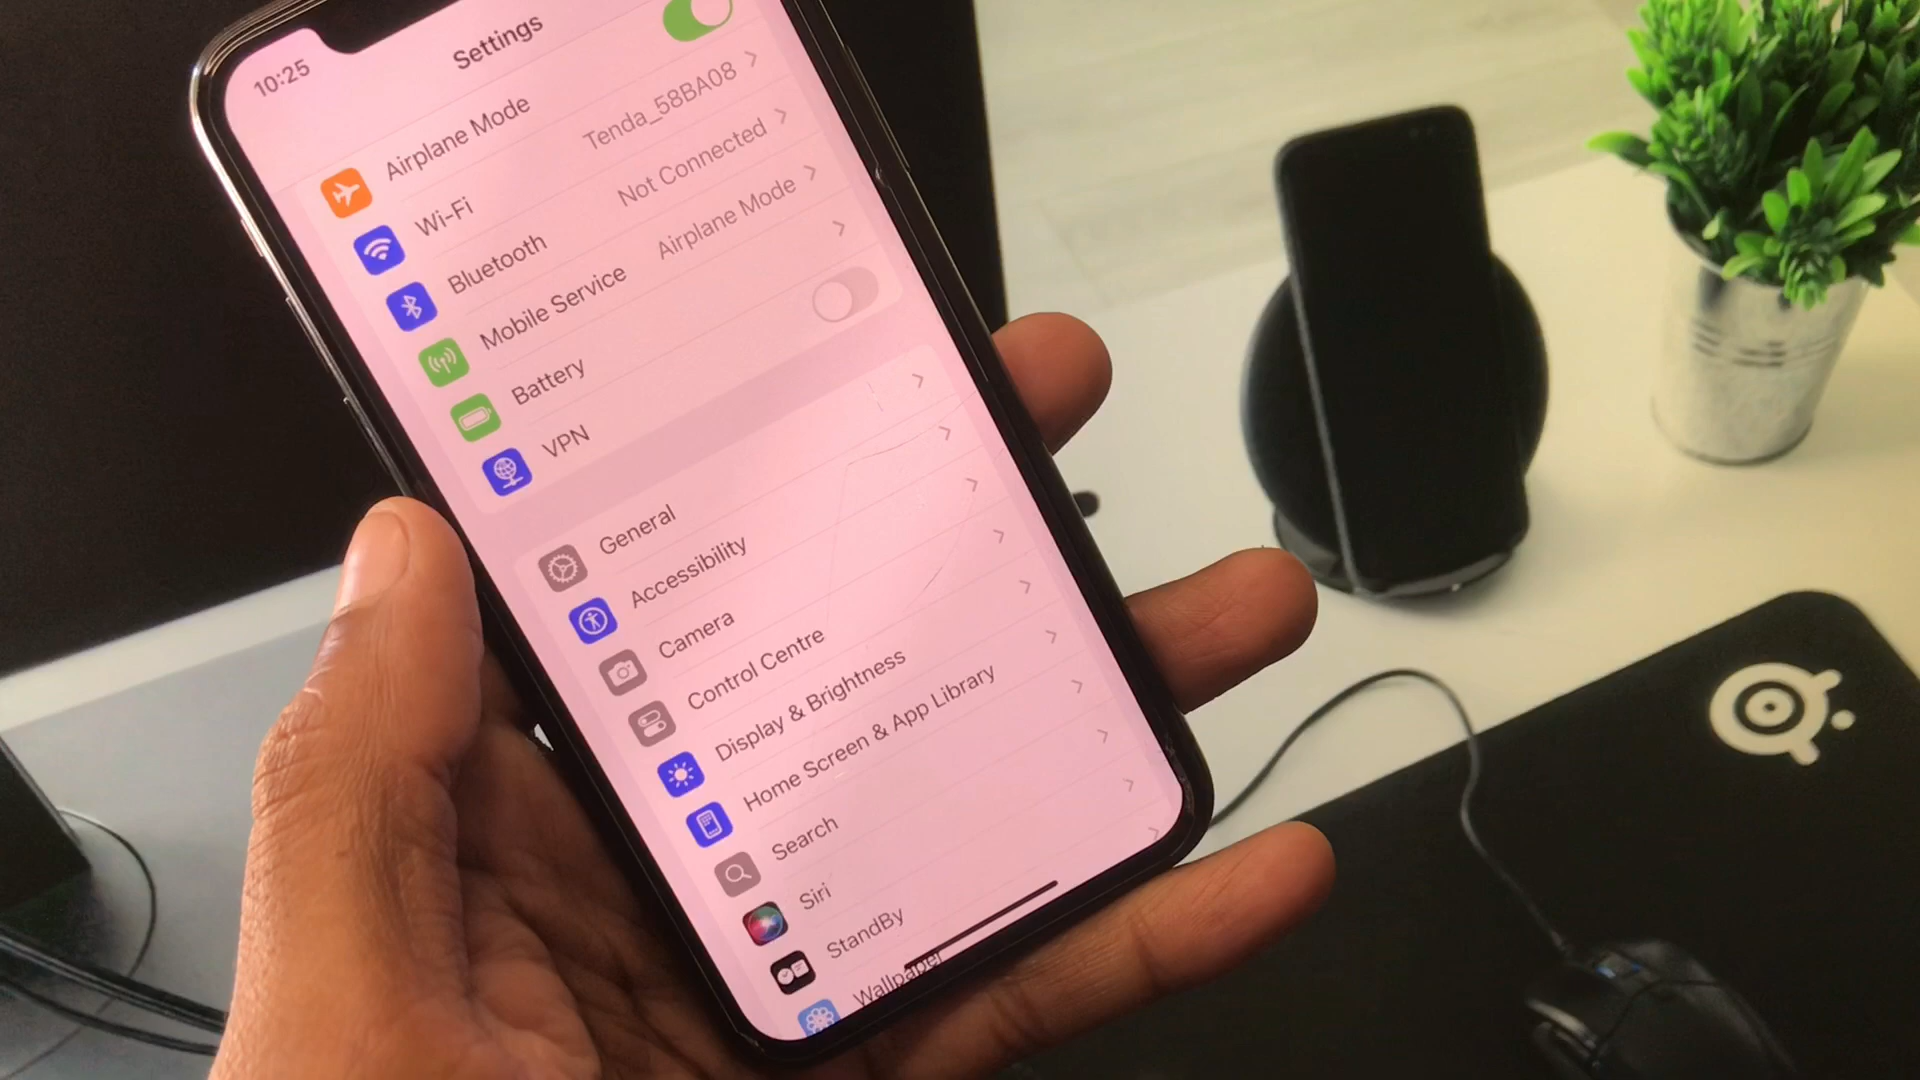 10:25
Settings
Airplane Mode
Wi-Fi Tenda_58BA08
Bluetooth Not Connected
Mobile Service Airplane Mode
Battery
VPN
General
Accessibility
Camera
Control Centre
Display & Brightness
Home Screen & App Library
Search
Siri
StandBy
Wallpaper